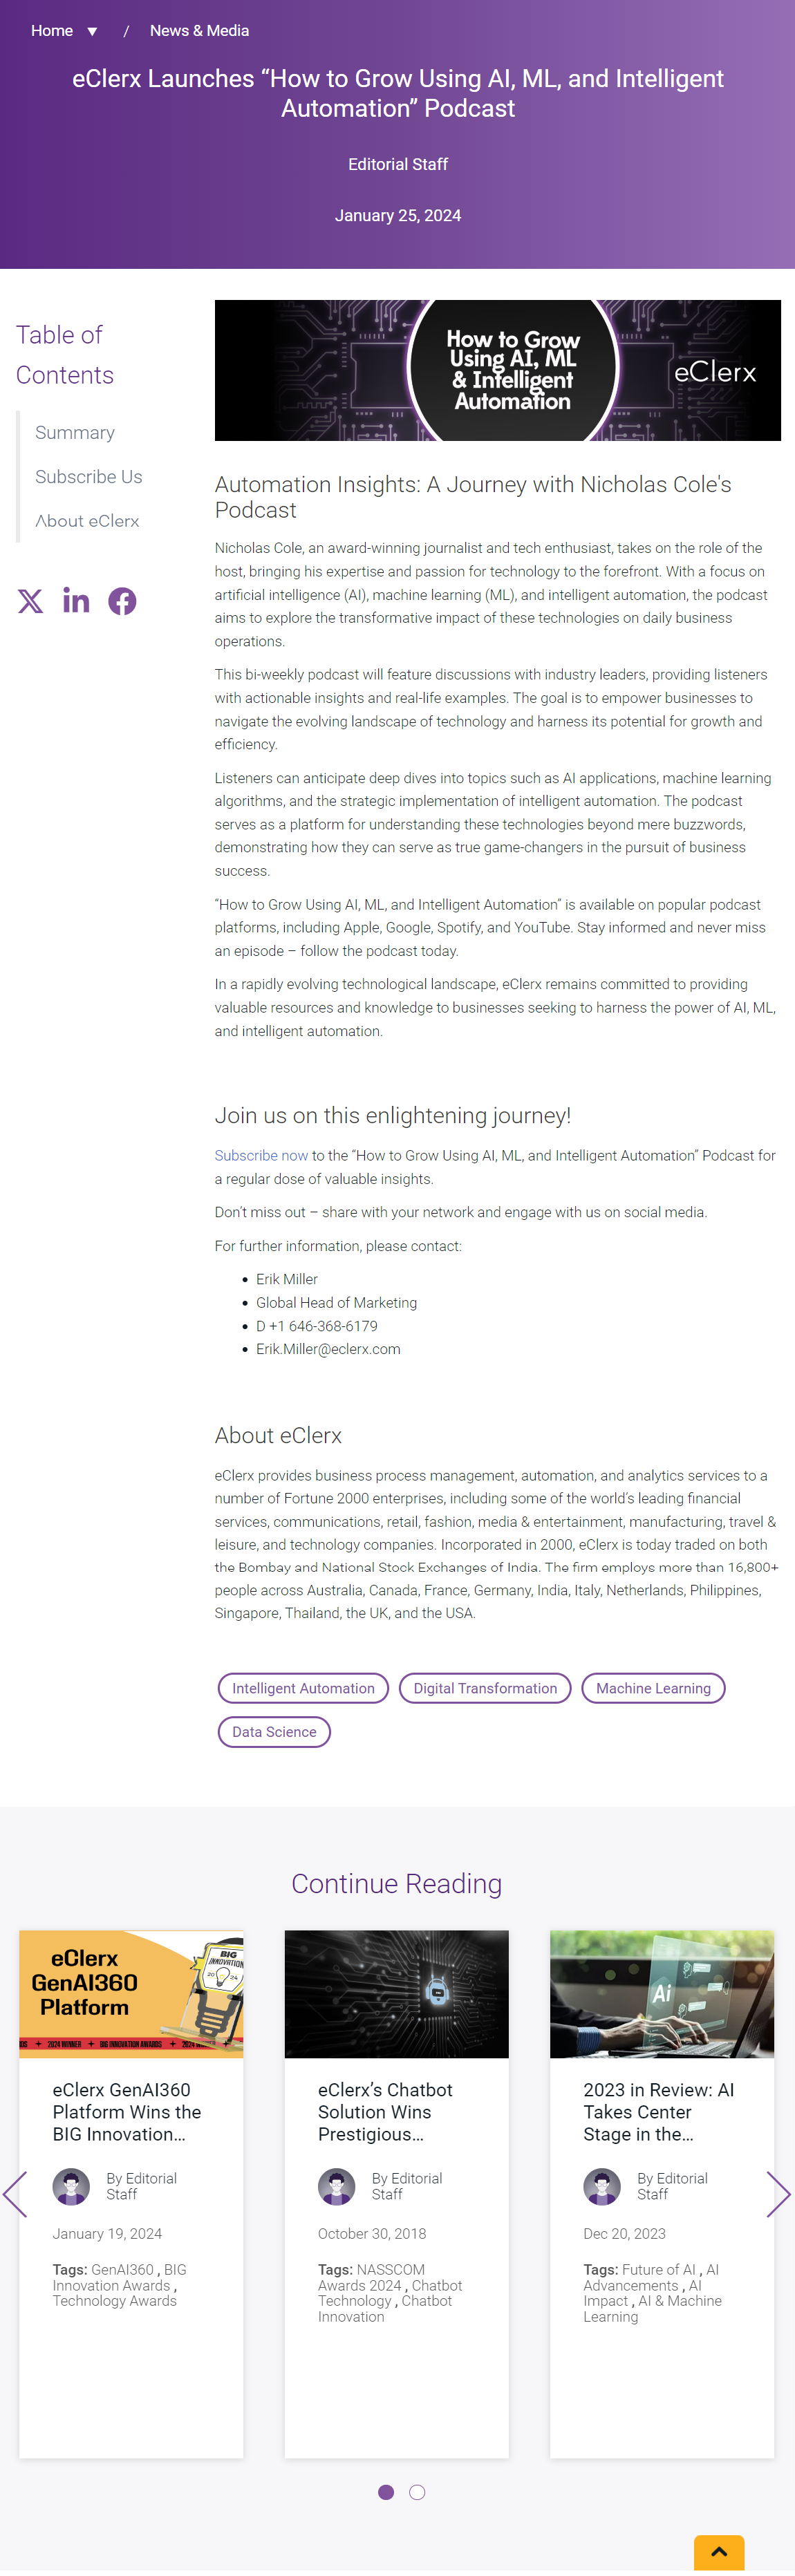 Home ▼ / News & Media
eClerx Launches “How to Grow Using AI, ML, and Intelligent
Automation” Podcast
Editorial Staff
January 25, 2024
Table of
Contents
Summary
Subscribe Us
About eClerx
How to Grow
Using AI, ML
& Intelligent
Automation
eClerx
Automation Insights: A Journey with Nicholas Cole's
Podcast
Nicholas Cole, an award-winning journalist and tech enthusiast, takes on the role of the
host, bringing his expertise and passion for technology to the forefront. With a focus on
artificial intelligence (AI), machine learning (ML), and intelligent automation, the podcast
aims to explore the transformative impact of these technologies on daily business
operations.
This bi-weekly podcast will feature discussions with industry leaders, providing listeners
with actionable insights and real-life examples. The goal is to empower businesses to
navigate the evolving landscape of technology and harness its potential for growth and
efficiency.
Listeners can anticipate deep dives into topics such as AI applications, machine learning
algorithms, and the strategic implementation of intelligent automation. The podcast
serves as a platform for understanding these technologies beyond mere buzzwords,
demonstrating how they can serve as true game-changers in the pursuit of business
success.
“How to Grow Using AI, ML, and Intelligent Automation” is available on popular podcast
platforms, including Apple, Google, Spotify, and YouTube. Stay informed and never miss
an episode – follow the podcast today.
In a rapidly evolving technological landscape, eClerx remains committed to providing
valuable resources and knowledge to businesses seeking to harness the power of AI, ML,
and intelligent automation.
Join us on this enlightening journey!
Subscribe now to the “How to Grow Using AI, ML, and Intelligent Automation” Podcast for
a regular dose of valuable insights.
Don’t miss out – share with your network and engage with us on social media.
For further information, please contact:
• Erik Miller
• Global Head of Marketing
• D +1 646-368-6179
• Erik.Miller@eclerx.com
About eClerx
eClerx provides business process management, automation, and analytics services to a
number of Fortune 2000 enterprises, including some of the world’s leading financial
services, communications, retail, fashion, media & entertainment, manufacturing, travel &
leisure, and technology companies. Incorporated in 2000, eClerx is today traded on both
the Bombay and National Stock Exchanges of India. The firm employs more than 16,800+
people across Australia, Canada, France, Germany, India, Italy, Netherlands, Philippines,
Singapore, Thailand, the UK, and the USA.
Intelligent Automation
Digital Transformation
Machine Learning
Data Science
Continue Reading
eClerx
GenAI360
Platform
BIG
INNOVATION
20 24
2024 WINNER + BIG INNOVATION AWARDS
eClerx GenAI360
Platform Wins the
BIG Innovation...
By Editorial
Staff
January 19, 2024
Tags: GenAI360 , BIG
Innovation Awards ,
Technology Awards
eClerx’s Chatbot
Solution Wins
Prestigious...
By Editorial
Staff
October 30, 2018
Tags: NASSCOM
Awards 2024 , Chatbot
Technology , Chatbot
Innovation
Ai
2023 in Review: AI
Takes Center
Stage in the...
By Editorial
Staff
Dec 20, 2023
Tags: Future of AI , AI
Advancements , AI
Impact , AI & Machine
Learning